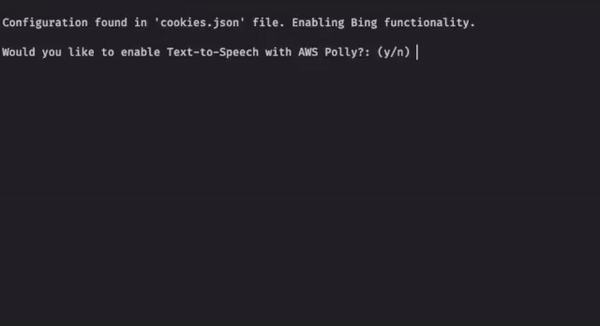 Configuration found in 'cookies.json' file. Enabling Bing functionality.
Would you like to enable Text-to-Speech with AWS Polly?: (y/n)